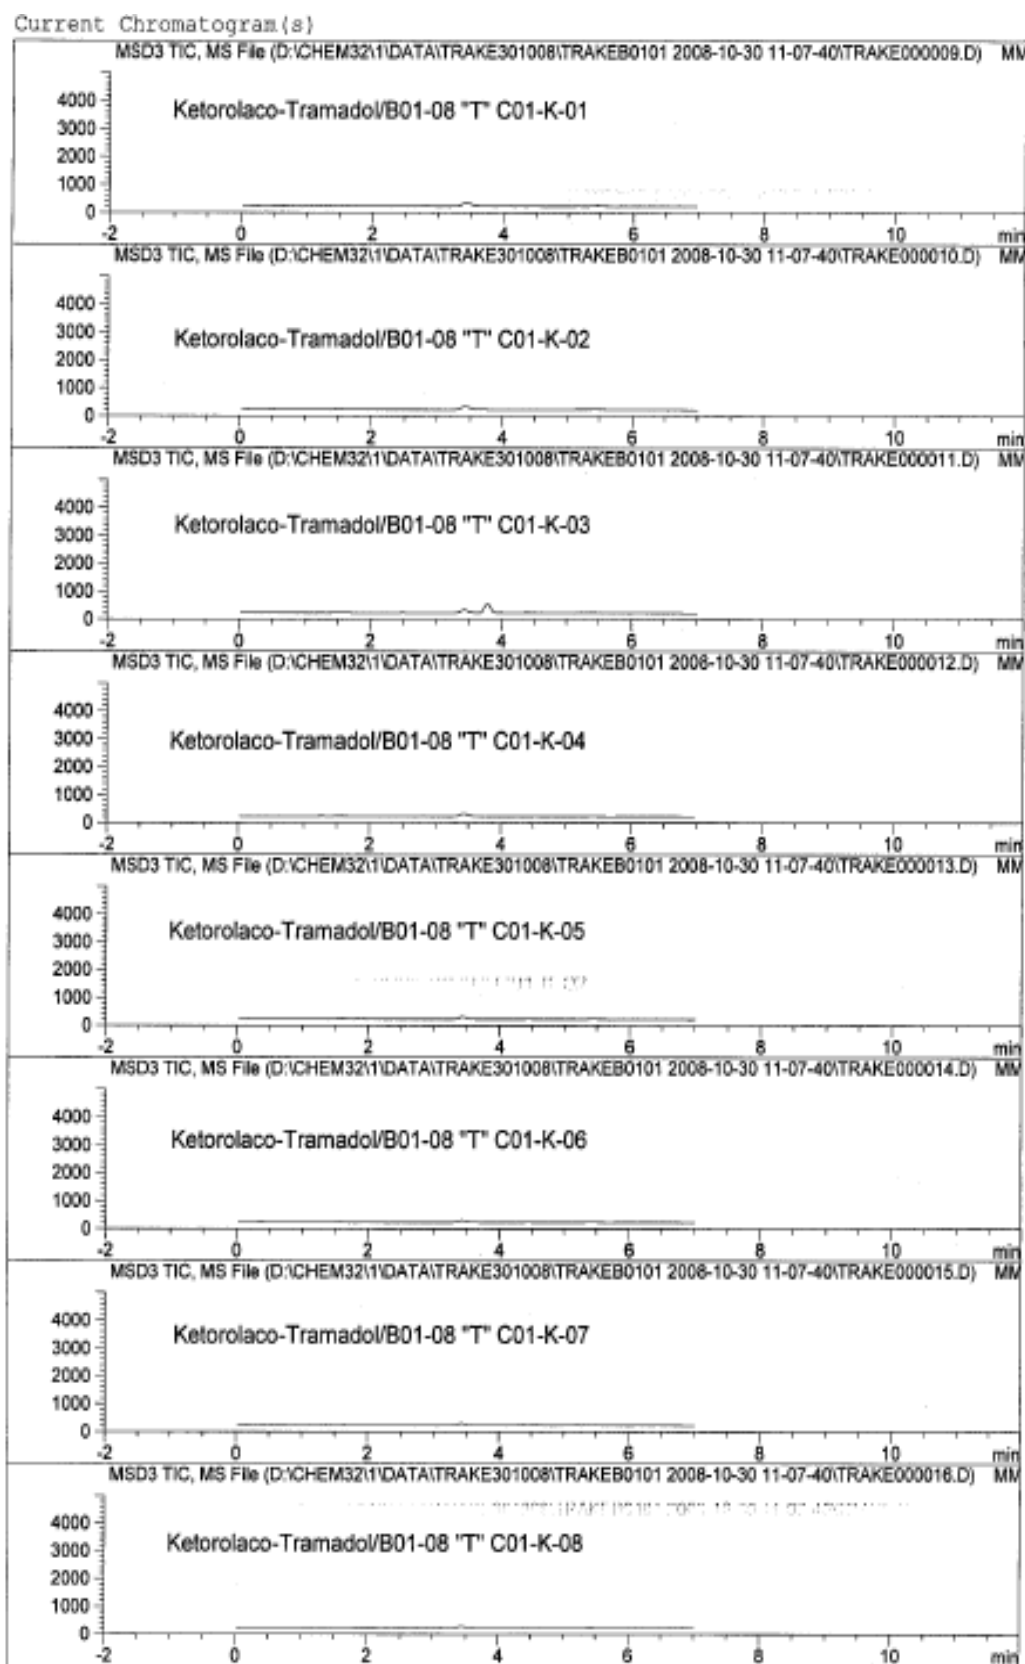 Current Chromatogram(s)
MSD3 TIC, MS File (D:\CHEM32\1\DATA\TRAKE301008\TRAKEB0101 2008-10-30 11-07-40\TRAKE000009.D) MM
4000
Ketorolaco-Tramadol/B01-08 "T" C01-K-01
3000
2000
1000
0
-2 0 2 4 6 8 10 min
MSD3 TIC, MS File (D:\CHEM32\1\DATA\TRAKE301008\TRAKEB0101 2008-10-30 11-07-40\TRAKE000010.D) MM
4000
3000
Ketorolaco-Tramadol/B01-08 "T" C01-K-02
2000
1000
0
-2 0 2 4 6 8 10 min
MSD3 TIC, MS File (D:\CHEM32\1\DATA\TRAKE301008\TRAKEB0101 2008-10-30 11-07-40\TRAKE000011.D) MM
4000
Ketorolaco-Tramadol/B01-08 "T" C01-K-03
3000
2000
1000
0
-2 0 2 4 6 8 10 min
MSD3 TIC, MS File (D:\CHEM32\1\DATA\TRAKE301008\TRAKEB0101 2008-10-30 11-07-40\TRAKE000012.D) MM
4000
3000
Ketorolaco-Tramadol/B01-08 "T" C01-K-04
2000
1000
0
-2 0 2 4 6 8 10 min
MSD3 TIC, MS File (D:\CHEM32\1\DATA\TRAKE301008\TRAKEB0101 2008-10-30 11-07-40\TRAKE000013.D) MM
4000
Ketorolaco-Tramadol/B01-08 "T" C01-K-05
3000
2000
1000
0
-2 0 2 4 6 8 10 min
MSD3 TIC, MS File (D:\CHEM32\1\DATA\TRAKE301008\TRAKEB0101 2008-10-30 11-07-40\TRAKE000014.D) MM
4000
Ketorolaco-Tramadol/B01-08 "T" C01-K-06
3000
2000
1000
0
-2 0 2 4 6 8 10 min
MSD3 TIC, MS File (D:\CHEM32\1\DATA\TRAKE301008\TRAKEB0101 2008-10-30 11-07-40\TRAKE000015.D) MM
4000
Ketorolaco-Tramadol/B01-08 "T" C01-K-07
3000
2000
1000
0
-2 0 2 4 6 8 10 min
MSD3 TIC, MS File (D:\CHEM32\1\DATA\TRAKE301008\TRAKEB0101 2008-10-30 11-07-40\TRAKE000016.D) MM
4000
Ketorolaco-Tramadol/B01-08 "T" C01-K-08
3000
2000
1000
0
-2 0 2 4 6 8 10 min